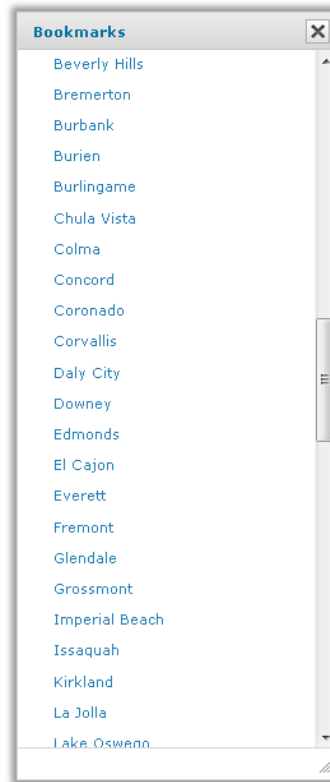 Bookmarks
Beverly Hills
Bremerton
Burbank
Burien
Burlingame
Chula Vista
Colma
Concord
Coronado
Corvallis
Daly City
Downey
Edmonds
El Cajon
Everett
Fremont
Glendale
Grossmont
Imperial Beach
Issaquah
Kirkland
La Jolla
Lake Oswego